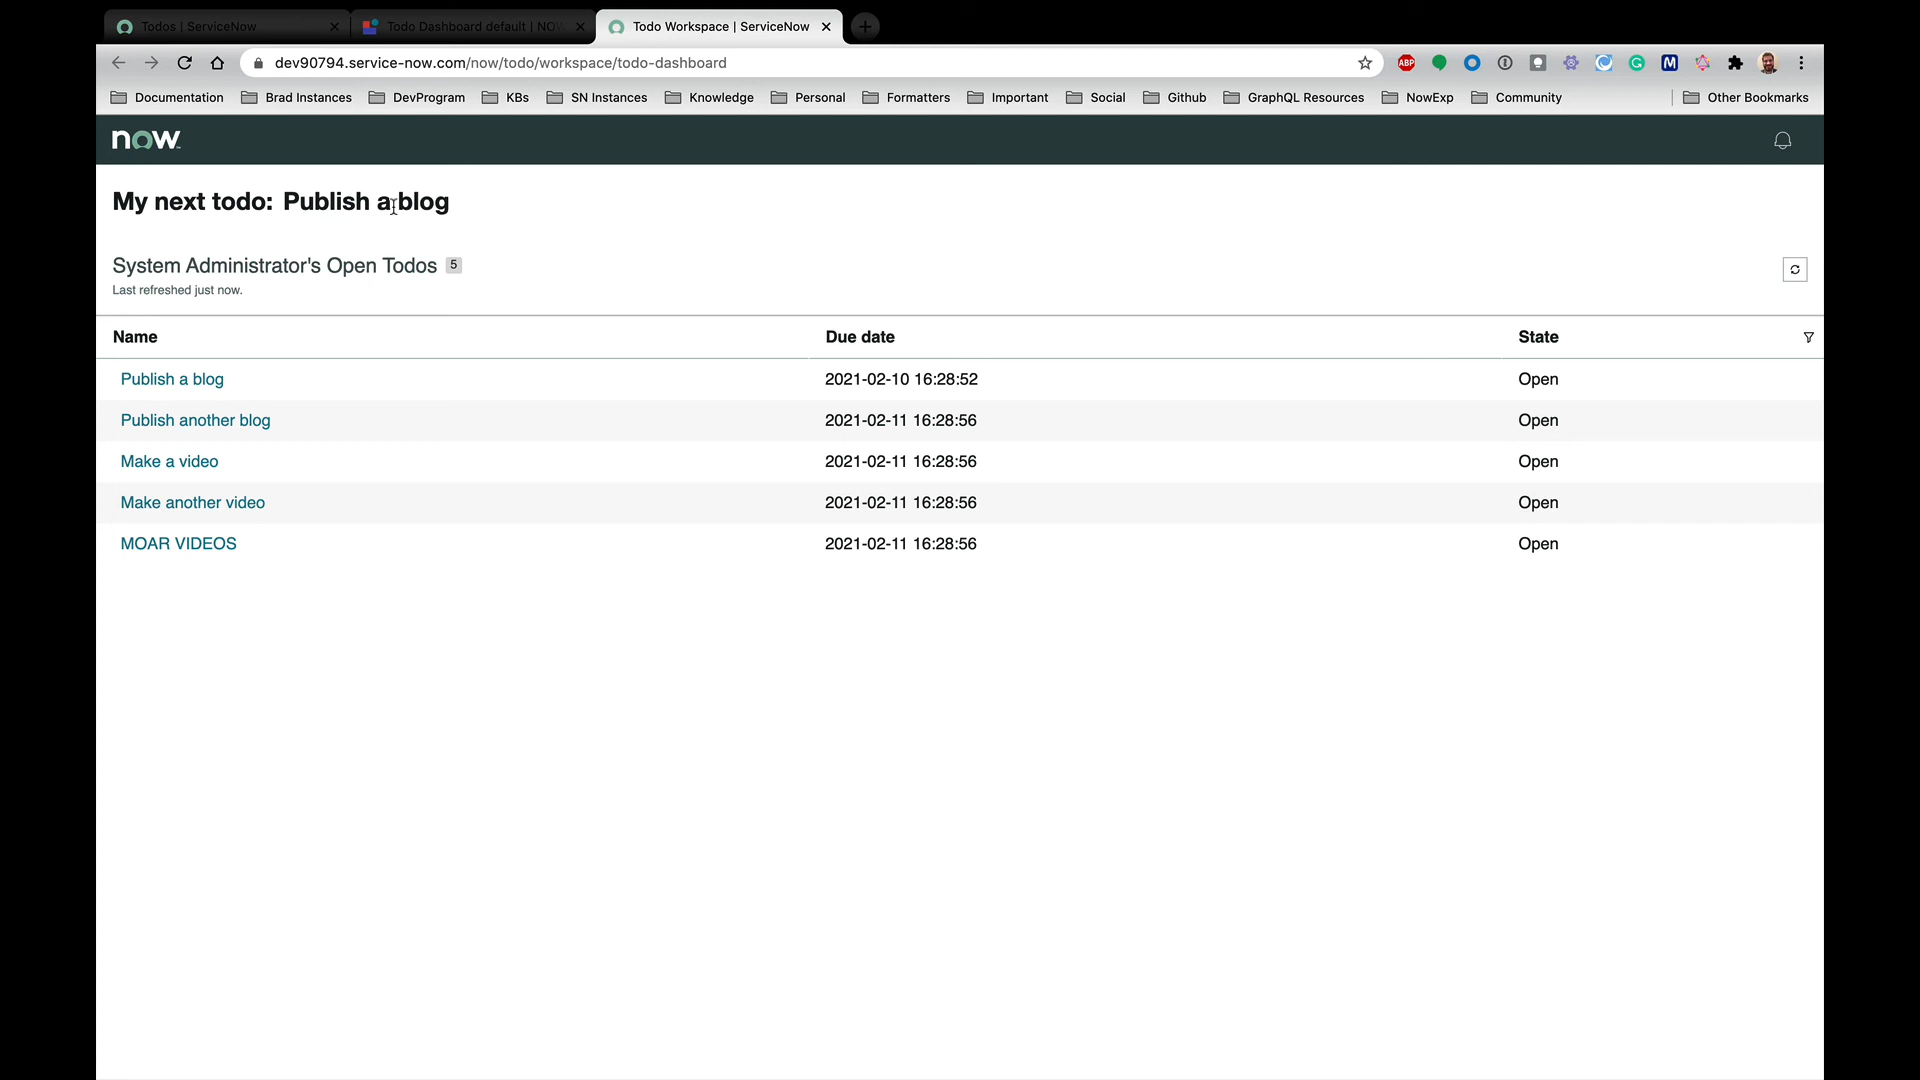 Todos | ServiceNow
Todo Dashboard default | NOW
Todo Workspace | ServiceNow
dev90794.service-now.com/now/todo/workspace/todo-dashboard
ABP
G
M
Documentation Brad Instances DevProgram KBs SN Instances Knowledge Personal Formatters Important Social Github GraphQL Resources NowExp Community Other Bookmarks
now
My next todo: Publish a blog
System Administrator's Open Todos 5
Last refreshed just now.
Name Due date State
Publish a blog 2021-02-10 16:28:52 Open
Publish another blog 2021-02-11 16:28:56 Open
Make a video 2021-02-11 16:28:56 Open
Make another video 2021-02-11 16:28:56 Open
MOAR VIDEOS 2021-02-11 16:28:56 Open